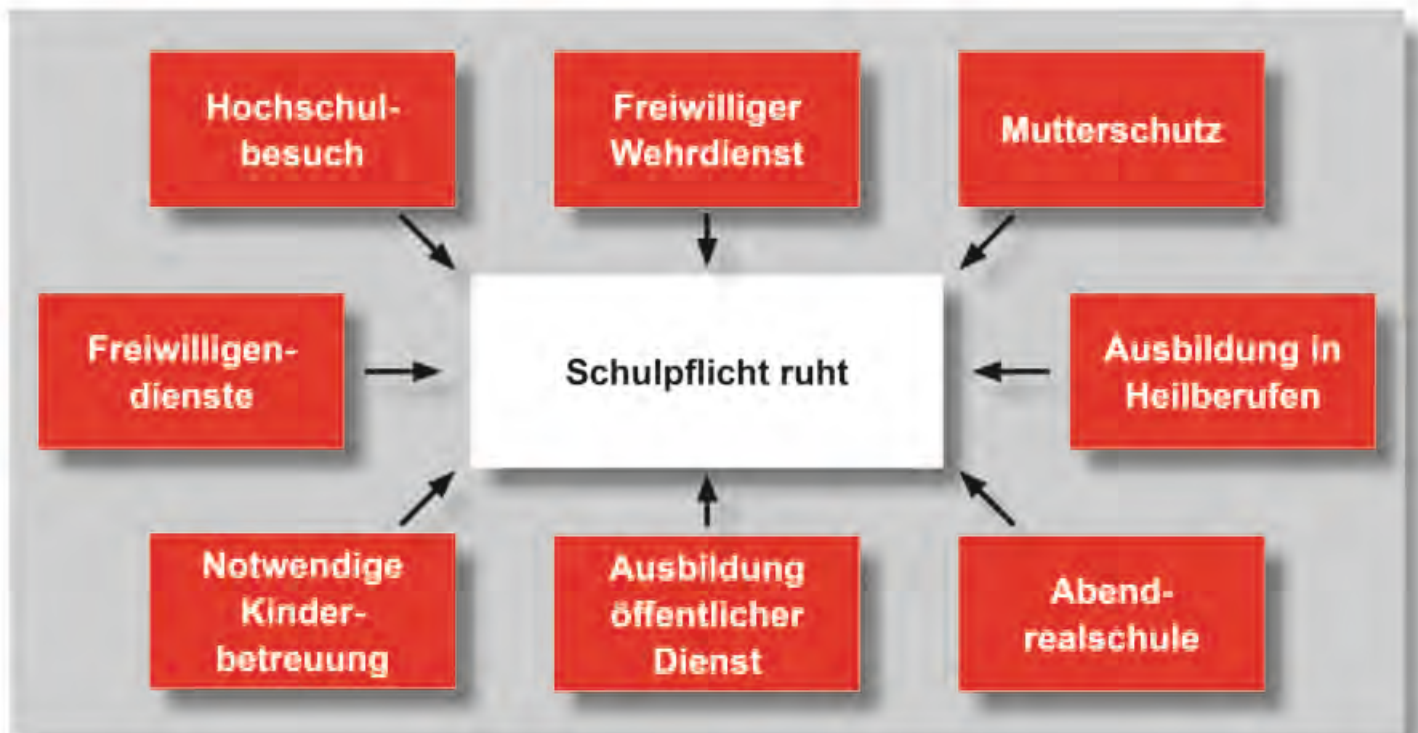 Hochschul-
besuch
Freiwilliger
Wehrdienst
Mutterschutz
Freiwilligen-
dienste
Schulpflicht ruht
Ausbildung in
Heilberufen
Notwendige
Kinder-
betreuung
Ausbildung
öffentlicher
Dienst
Abend-
realschule